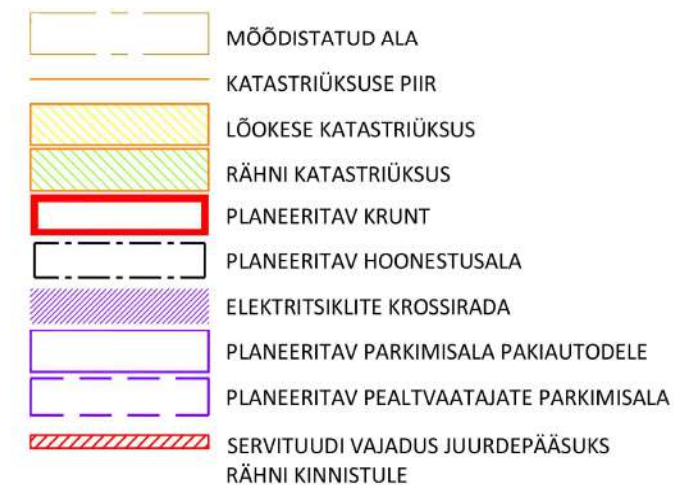 MÕÕDISTATUD ALA
KATASTRIÜKSUSE PIIR
LÕOKESE KATASTRIÜKSUS
RÄHNI KATASTRIÜKSUS
PLANEERITAV KRUNT
PLANEERITAV HOONESTUSALA
ELEKTRITSIKLITE KROSSIRADA
PLANEERITAV PARKIMISALA PAKIAUTODELE
PLANEERITAV PEALTVAATAJATE PARKIMISALA
SERVITUUDI VAJADUS JUURDEPÄÄSUKS
RÄHNI KINNISTULE